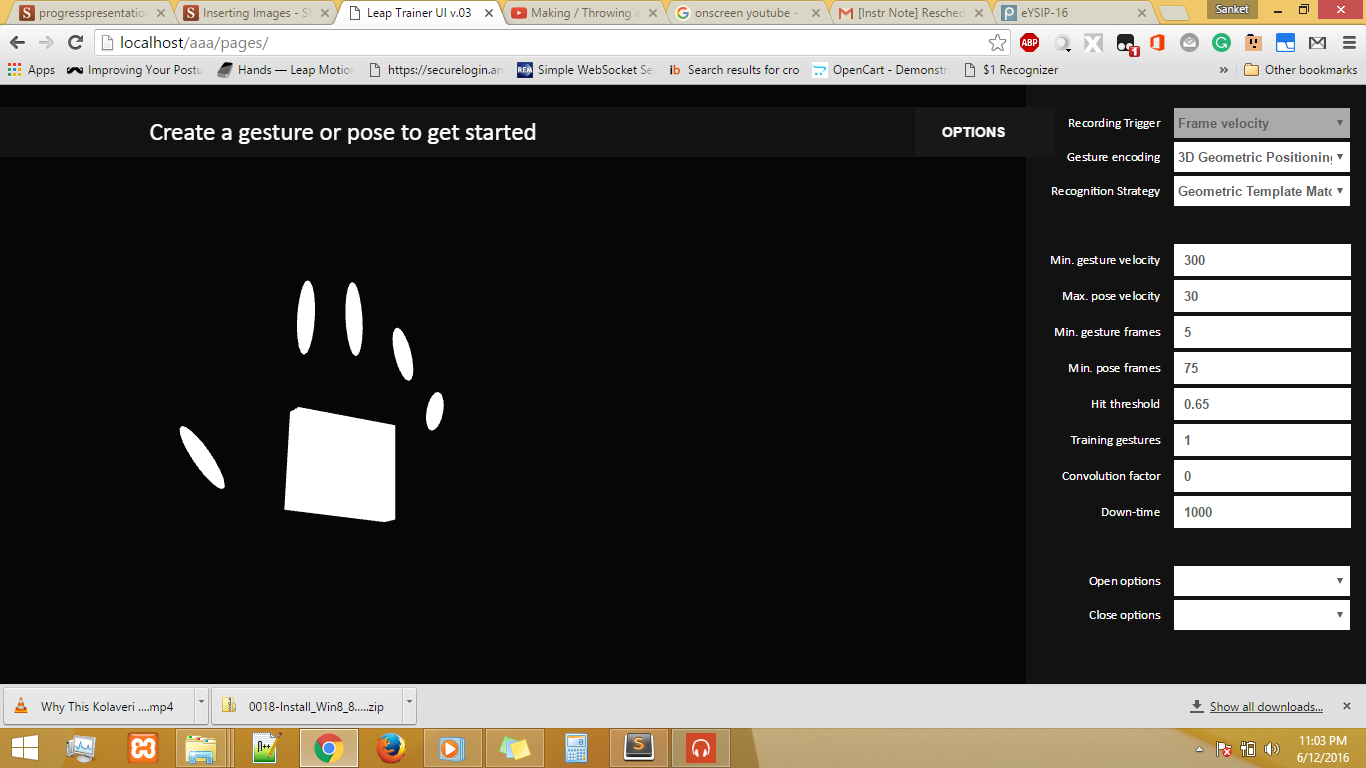 progresspresentatio
Inserting Images - S
Leap Trainer UI v.03
Making / Throwing a
onscreen youtube -
[Instr Note] Resched
eYSIP-16
Sanket
localhost/aaa/pages/
ABP
1
Apps
Improving Your Postu
Hands — Leap Motion
https://securelogin.ar
Simple WebSocket Se
Search results for cro
OpenCart - Demonstr
$1 Recognizer
»
Other bookmarks
Create a gesture or pose to get started
OPTIONS
Recording Trigger
Frame velocity
Gesture encoding
3D Geometric Positioning
Recognition Strategy
Geometric Template Matc
Min. gesture velocity
300
Max. pose velocity
30
Min. gesture frames
5
Min. pose frames
75
Hit threshold
0.65
Training gestures
1
Convolution factor
0
Down-time
1000
Open options
Close options
Why This Kolaveri ....mp4
0018-Install_Win8_8.....zip
Show all downloads...
11:03 PM
6/12/2016